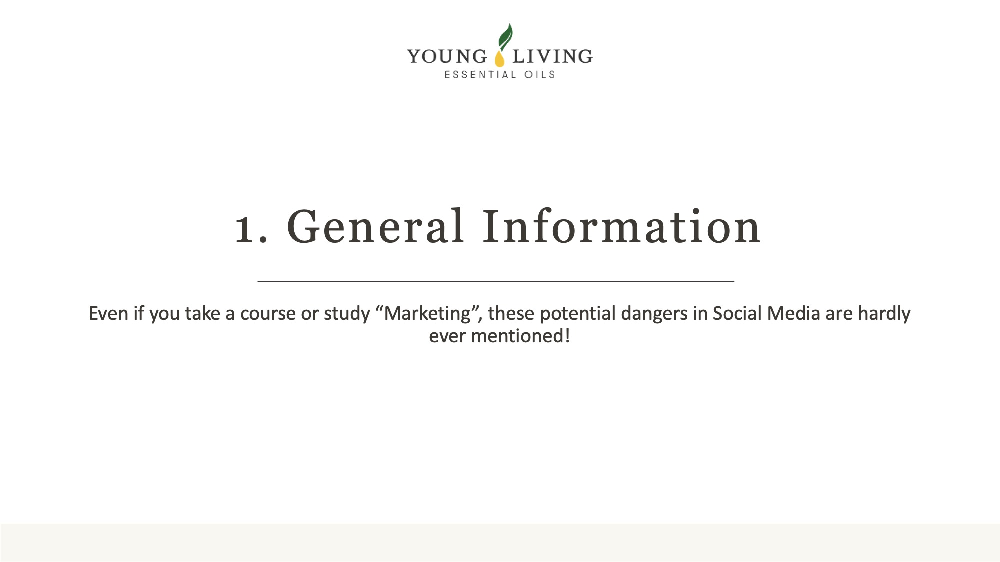 YOUNG LIVING
ESSENTIAL OILS
1. General Information
Even if you take a course or study “Marketing”, these potential dangers in Social Media are hardly
ever mentioned!